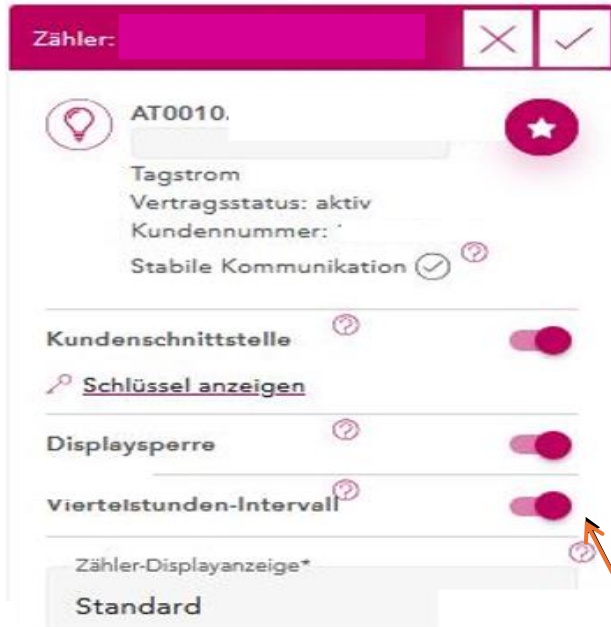 Zähler:
AT0010.
Tagstrom
Vertragsstatus: aktiv
Kundennummer:
Stabile Kommunikation
Kundenschnittstelle
Schlüssel anzeigen
Displaysperre
Viertelstunden-Intervall
Zähler-Displayanzeige*
Standard